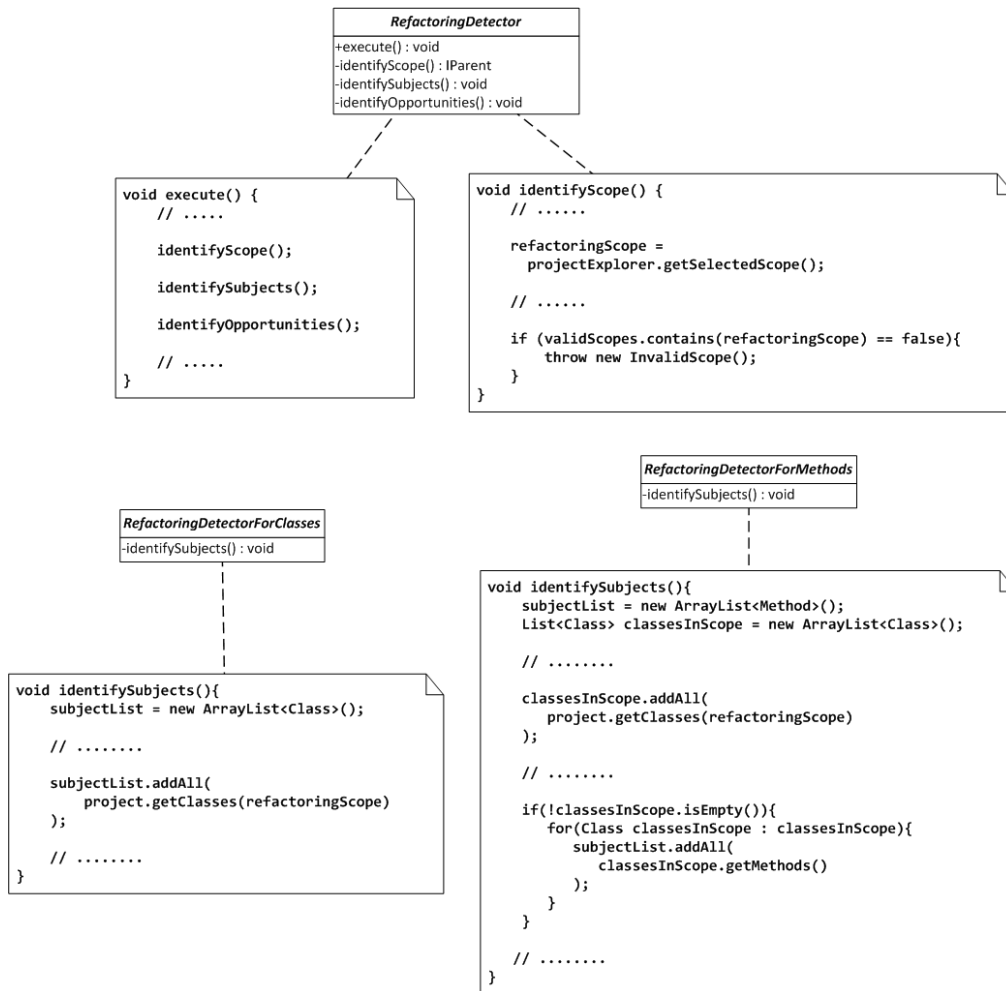 RefactoringDetector
+execute() : void
-identifyScope() : IParent
-identifySubjects() : void
-identifyOpportunities() : void
void execute() {
// .....
identifyScope();
identifySubjects();
identifyOpportunities();
// .....
}
void identifyScope() {
// ......
refactoringScope =
projectExplorer.getSelectedScope();
// ......
if (validScopes.contains(refactoringScope) == false){
throw new InvalidScope();
}
}
RefactoringDetectorForClasses
-identifySubjects() : void
void identifySubjects(){
subjectList = new ArrayList<Class>();
// ........
subjectList.addAll(
project.getClasses(refactoringScope)
);
// ........
}
RefactoringDetectorForMethods
-identifySubjects() : void
void identifySubjects(){
subjectList = new ArrayList<Method>();
List<Class> classesInScope = new ArrayList<Class>();
// ........
classesInScope.addAll(
project.getClasses(refactoringScope)
);
// ........
if(!classesInScope.isEmpty()){
for(Class classesInScope : classesInScope){
subjectList.addAll(
classesInScope.getMethods()
);
}
}
// ........
}